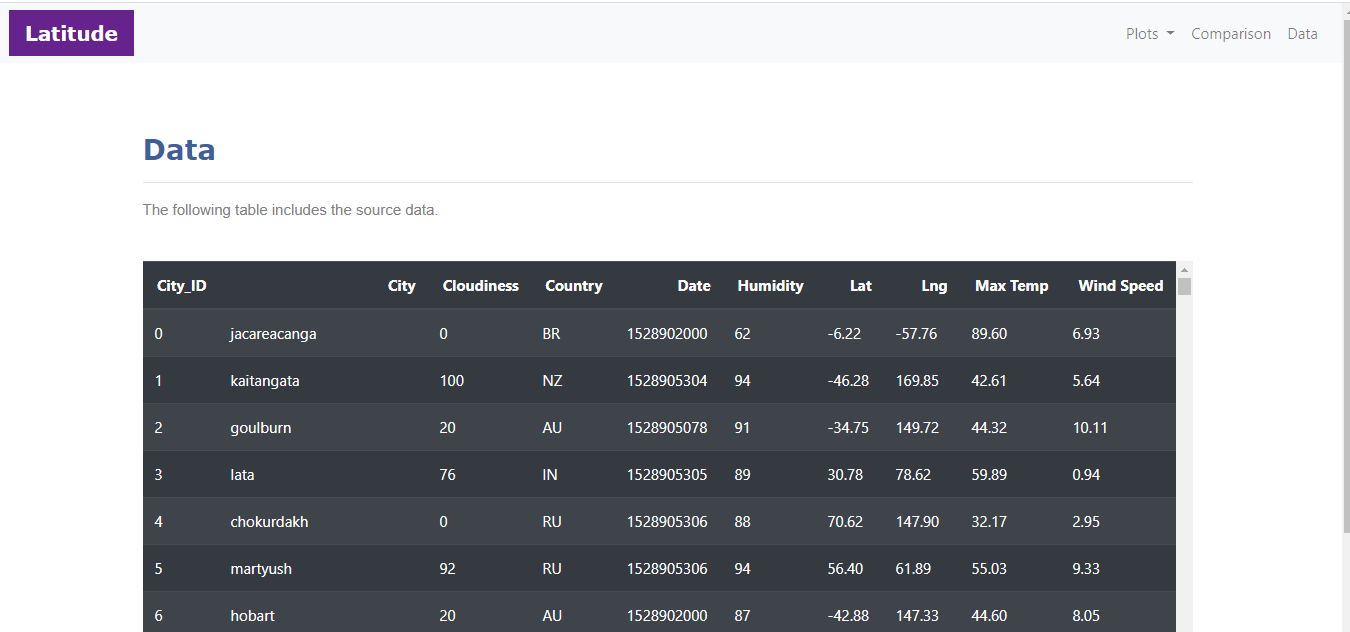 Latitude
Plots Comparison Data
Data
The following table includes the source data.
City_ID City Cloudiness Country Date Humidity Lat Lng Max Temp Wind Speed
0 jacareacanga 0 BR 1528902000 62 -6.22 -57.76 89.60 6.93
1 kaitangata 100 NZ 1528905304 94 -46.28 169.85 42.61 5.64
2 goulburn 20 AU 1528905078 91 -34.75 149.72 44.32 10.11
3 lata 76 IN 1528905305 89 30.78 78.62 59.89 0.94
4 chokurdakh 0 RU 1528905306 88 70.62 147.90 32.17 2.95
5 martyush 92 RU 1528905306 94 56.40 61.89 55.03 9.33
6 hobart 20 AU 1528902000 87 -42.88 147.33 44.60 8.05